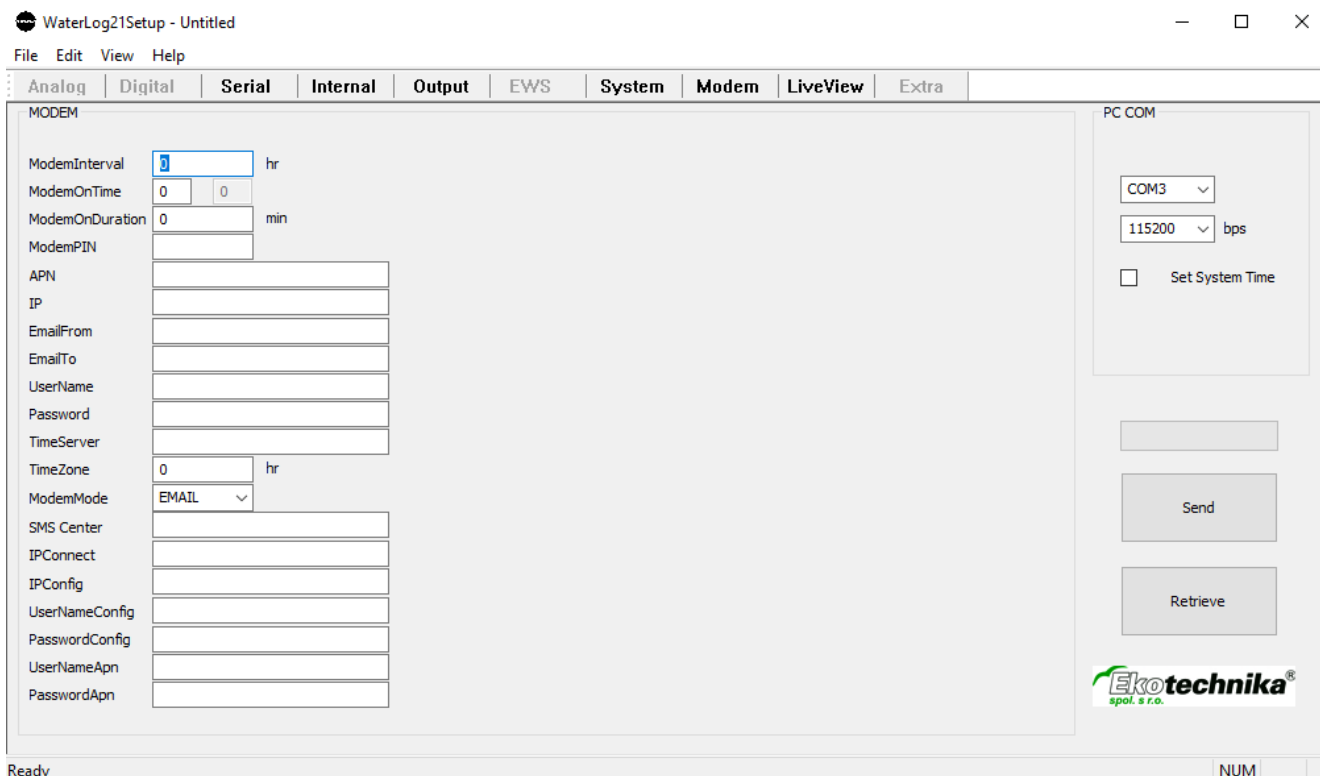 WaterLog21Setup - Untitled
File Edit View Help
Analog Digital Serial Internal Output EWS System Modem LiveView Extra
MODEM
ModemInterval 0 hr
ModemOnTime 0 0
ModemOnDuration 0 min
ModemPIN
APN
IP
EmailFrom
EmailTo
UserName
Password
TimeServer
TimeZone 0 hr
ModemMode EMAIL
SMS Center
IPConnect
IPConfig
UserNameConfig
PasswordConfig
UserNameApn
PasswordApn
PC COM
COM3
115200 bps
Set System Time
Send
Retrieve
Ekotechnika®
spol. s r.o.
Ready NUM